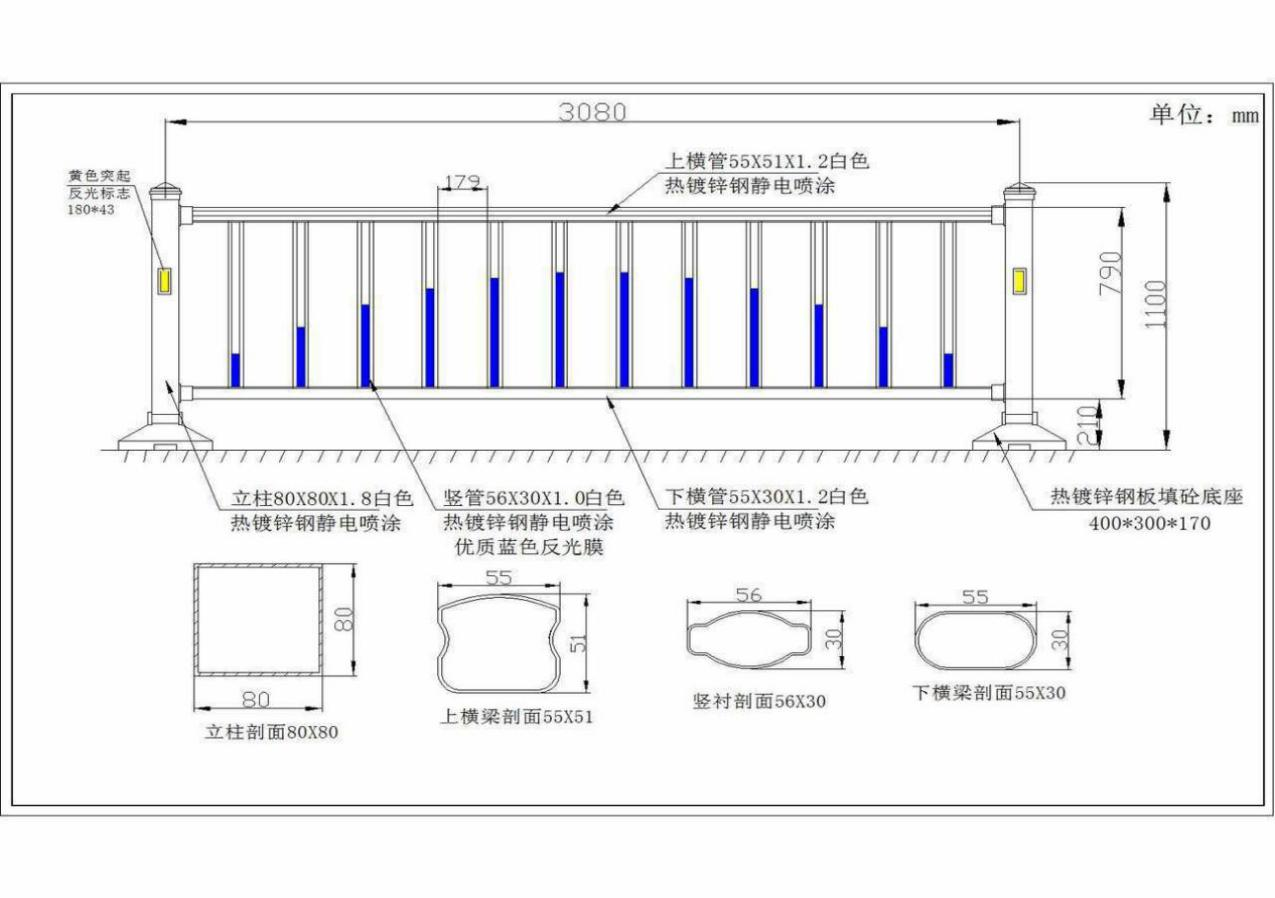 3080
单位：mm
黄色突起
反光标志
180*43
179
上横管55X51X1.2白色
热镀锌钢静电喷涂
790
1100
210
立柱80X80X1.8白色
热镀锌钢静电喷涂
竖管56X30X1.0白色
热镀锌钢静电喷涂
优质蓝色反光膜
下横管55X30X1.2白色
热镀锌钢静电喷涂
热镀锌钢板填砼底座
400*300*170
80
80
立柱剖面80X80
55
51
上横梁剖面55X51
56
30
竖衬剖面56X30
55
30
下横梁剖面55X30